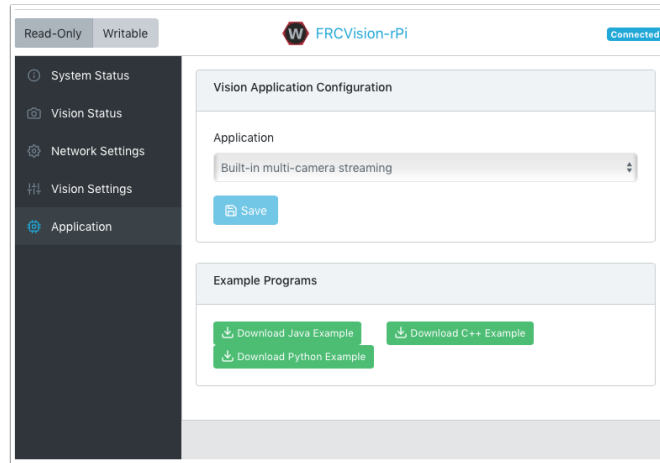 Read-Only Writable
W FRCVision-rPi
Connected
System Status
Vision Status
Network Settings
Vision Settings
Application
Vision Application Configuration
Application
Built-in multi-camera streaming
Save
Example Programs
Download Java Example
Download C++ Example
Download Python Example